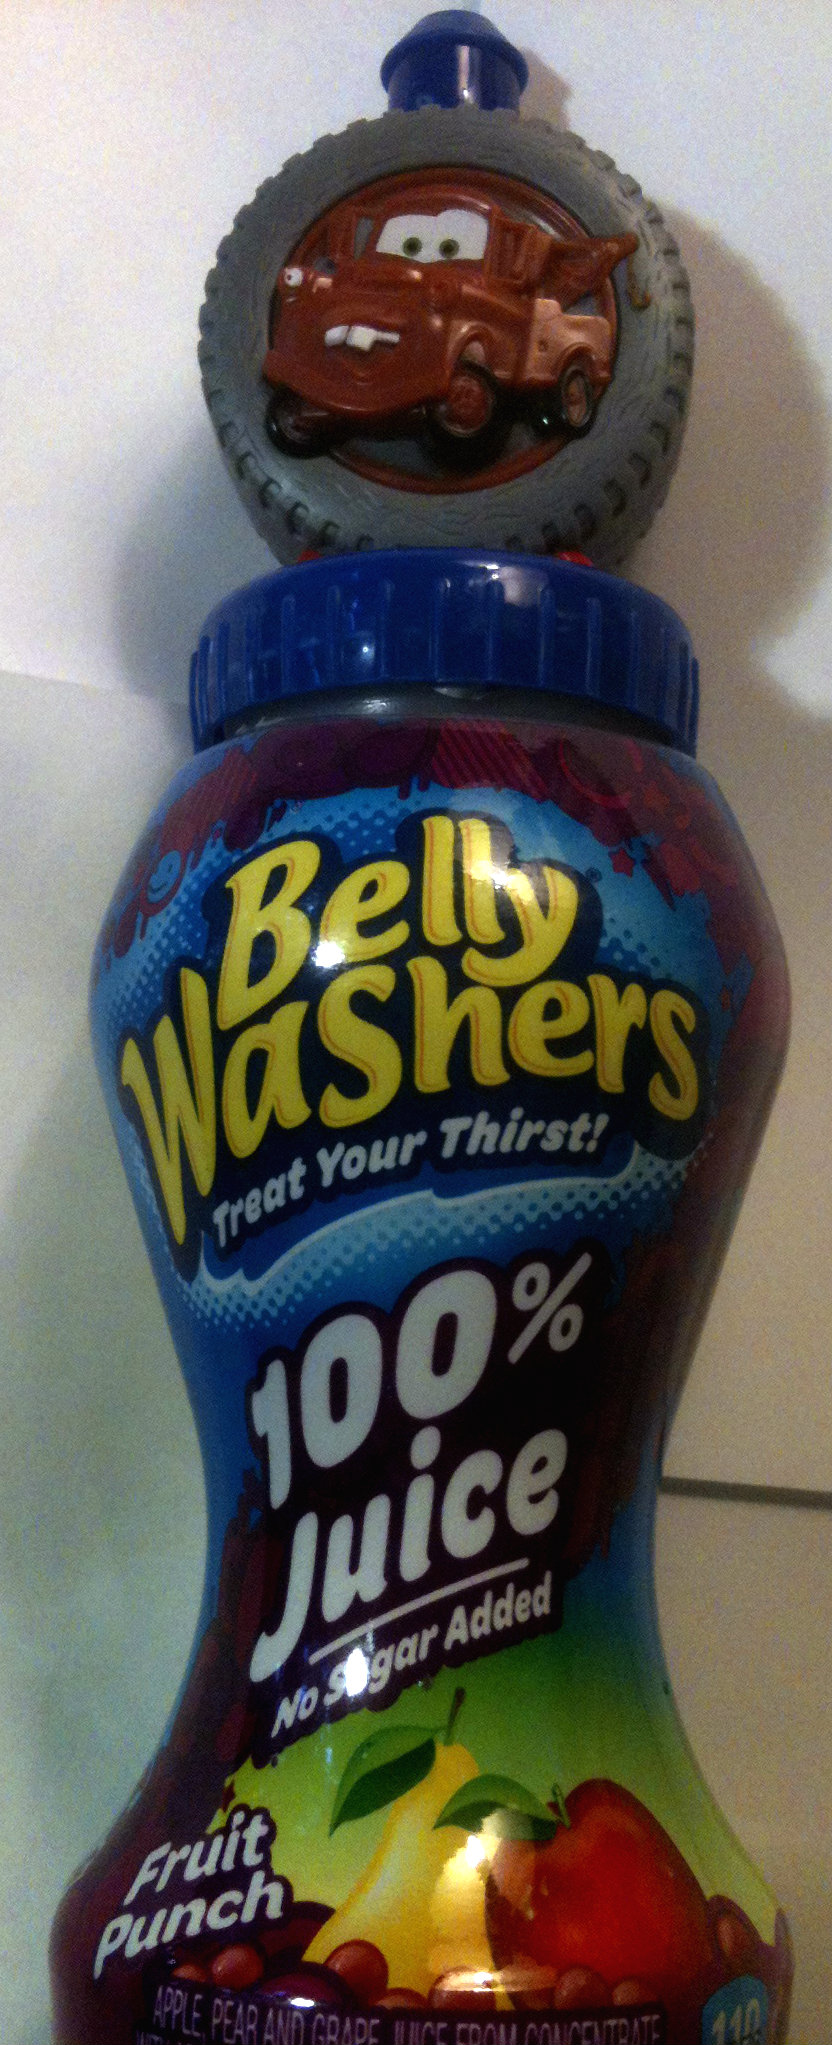 Belly
Washers®
Treat Your Thirst!
100%
Juice
No Sugar Added
Fruit
Punch
APPLE, PEAR AND GRAPE JUICE FROM CONCENTRATE
110